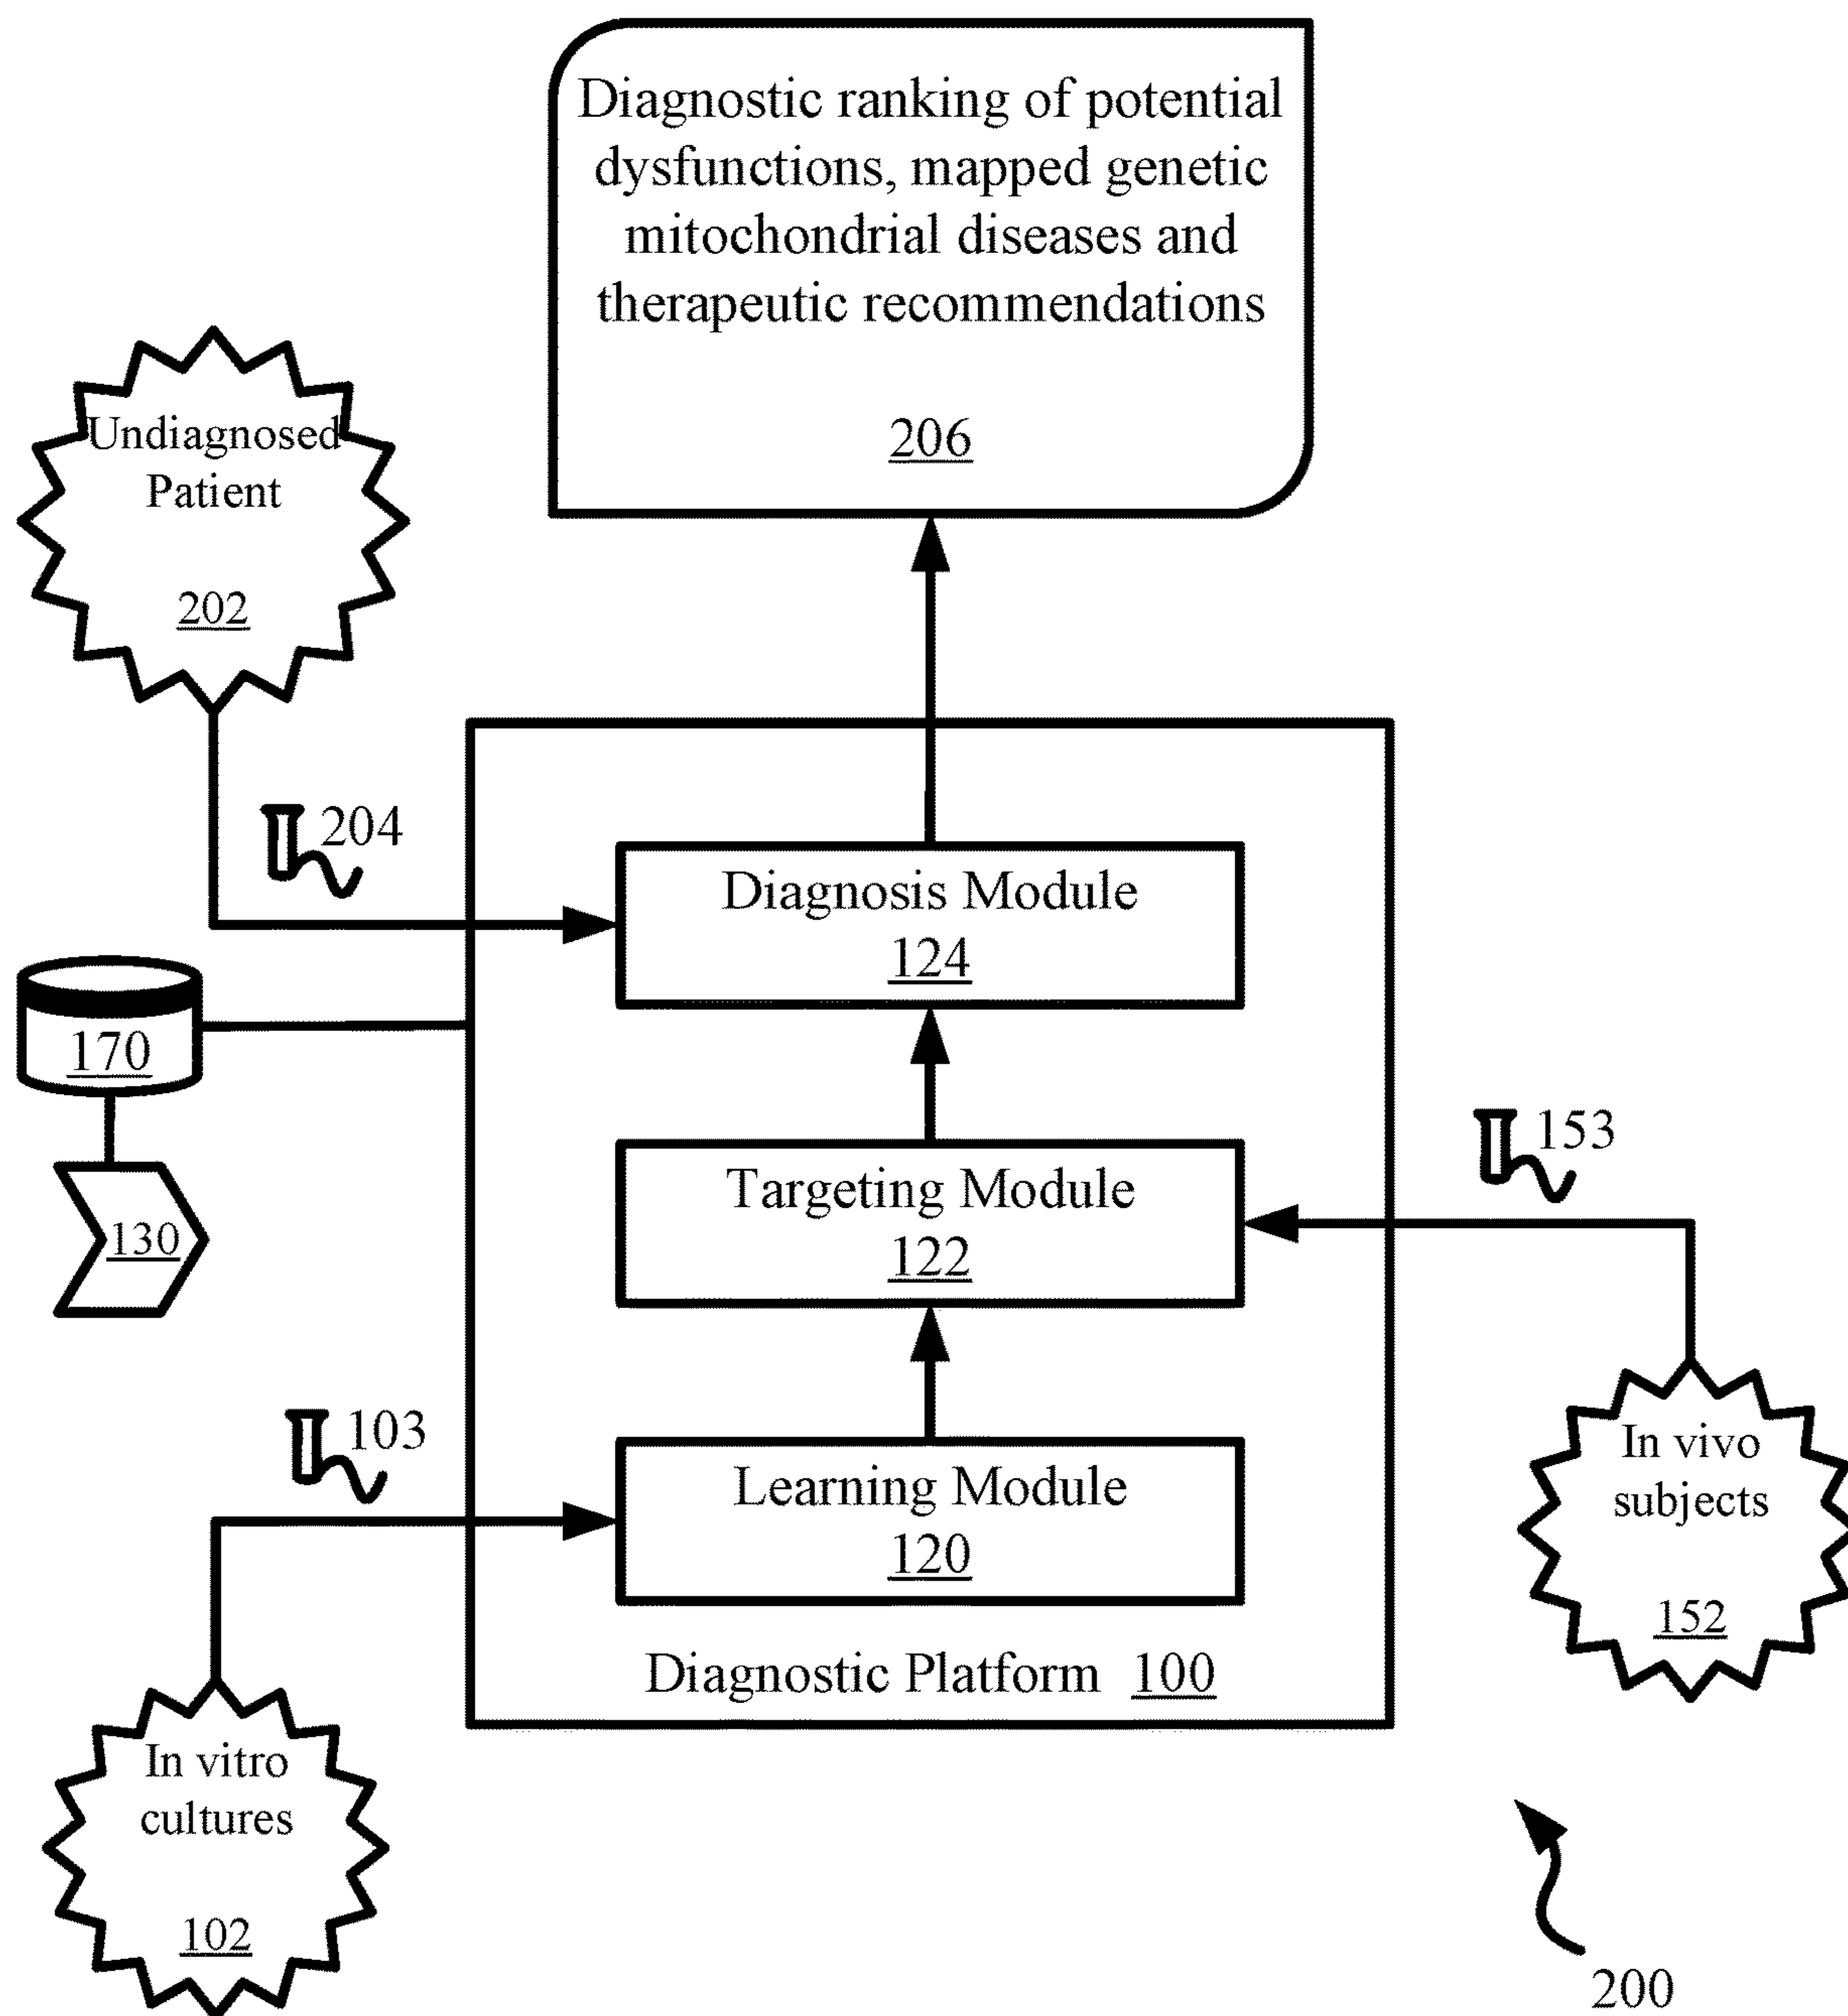 Diagnostic ranking of potential
dysfunctions, mapped genetic
mitochondrial diseases and
therapeutic recommendations
206
Undiagnosed
Patient
202
204
Diagnosis Module
124
170
130
153
Targeting Module
122
103
Learning Module
120
In vivo
subjects
152
Diagnostic Platform 100
In vitro
cultures
102
200